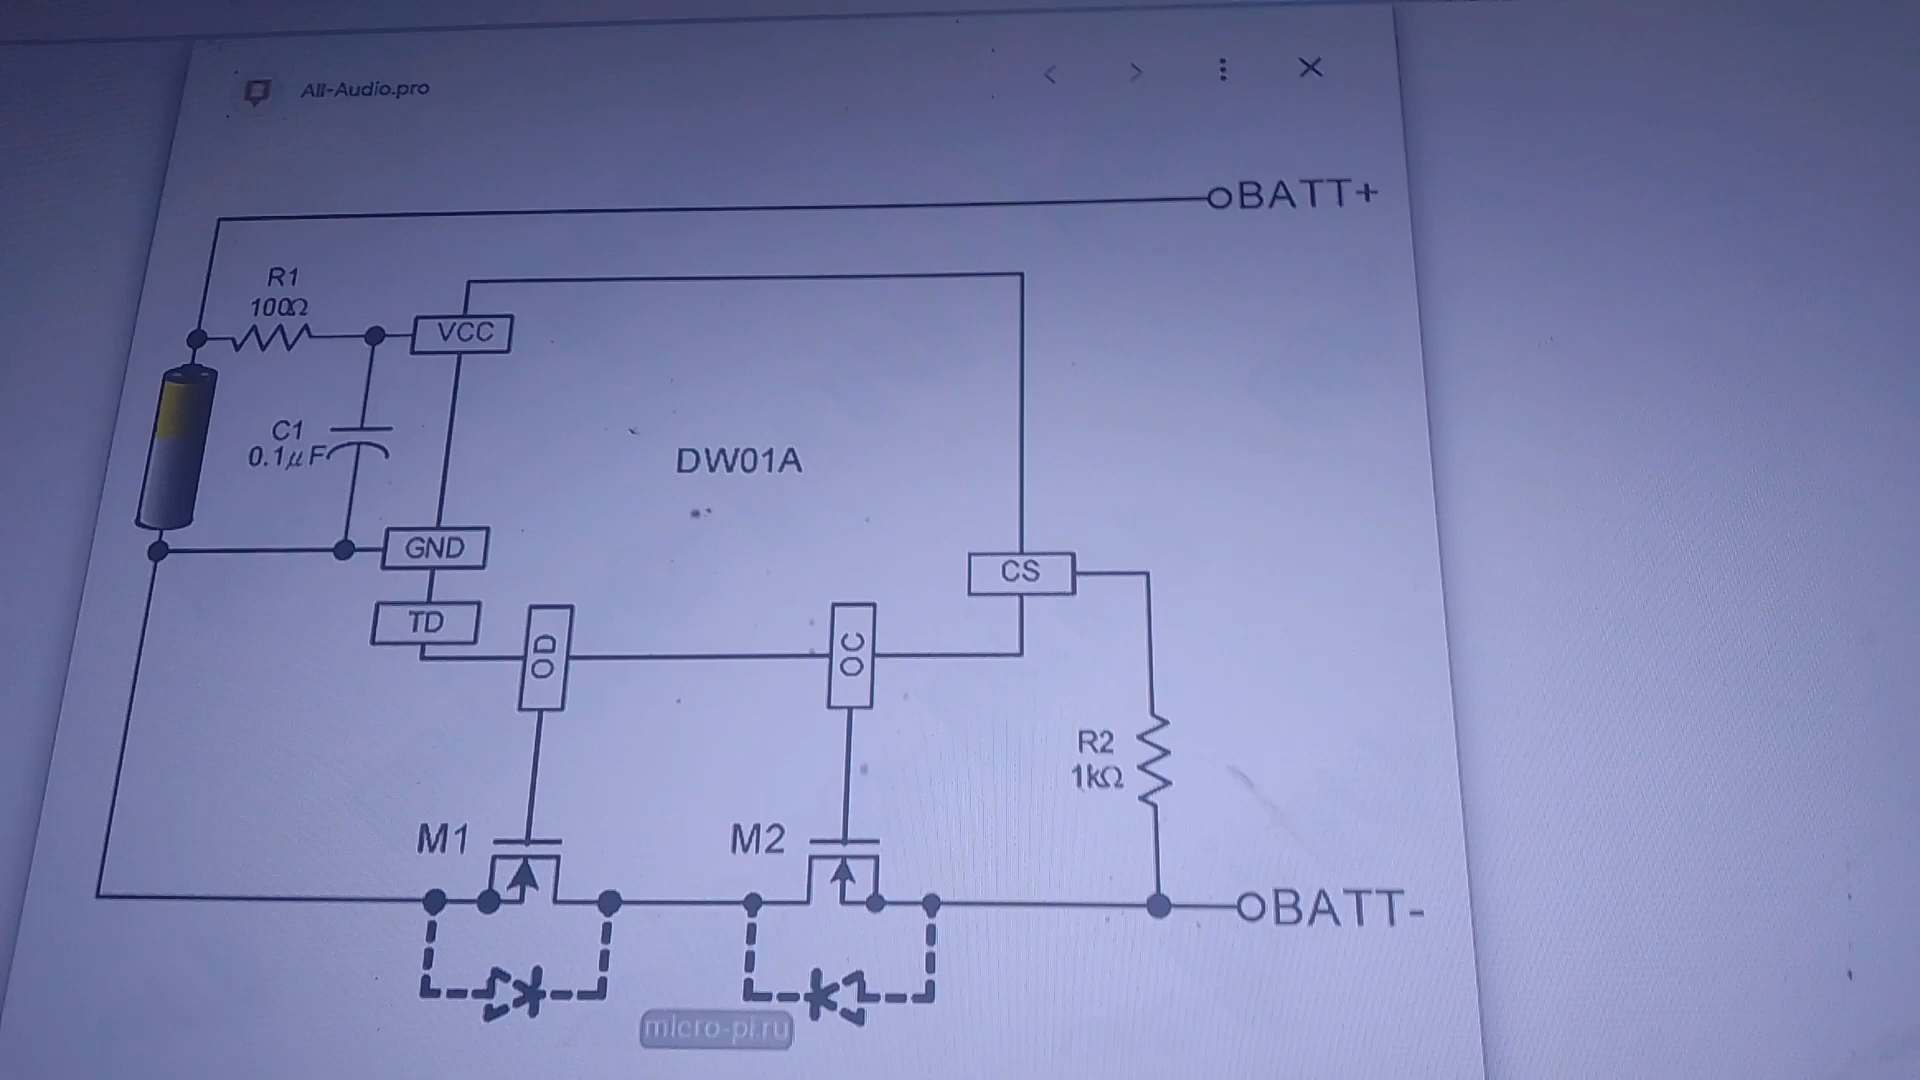 All-Audio.pro
BATT+
R1
100Ω
VCC
C1
0.1μF
DW01A
GND
CS
TD
OD
OC
R2
1kΩ
M1
M2
BATT-
micro-pi.ru